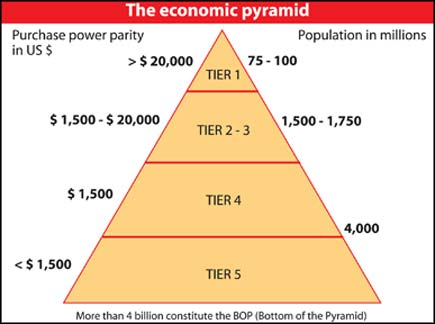 The economic pyramid
Purchase power parity
in US $
Population in millions
> $ 20,000
75 - 100
TIER 1
$ 1,500 - $ 20,000
1,500 - 1,750
TIER 2 - 3
$ 1,500
TIER 4
4,000
< $ 1,500
TIER 5
More than 4 billion constitute the BOP (Bottom of the Pyramid)